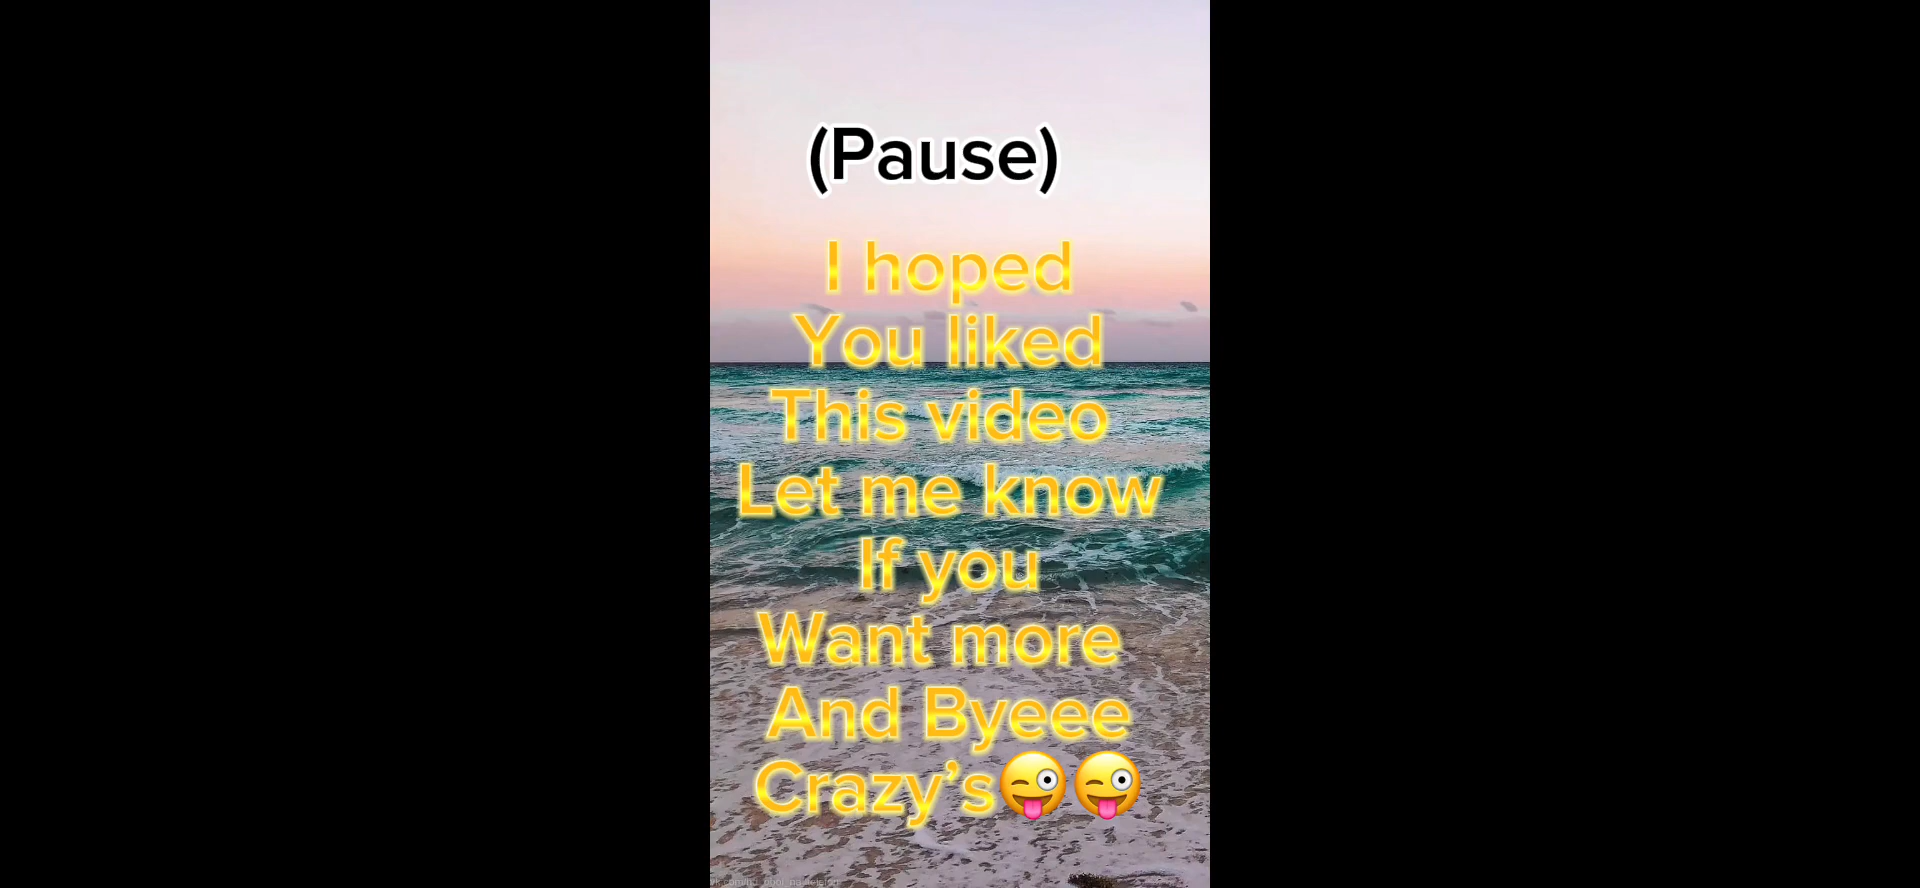 (Pause)
I hoped
You liked
This video
Let me know
If you
Want more
And Byeee
Crazy’s😜😜